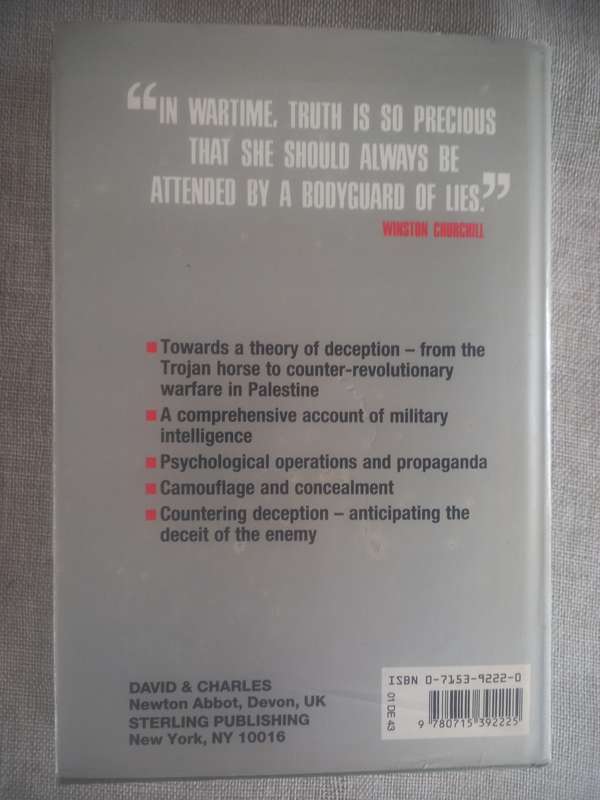 “IN WARTIME, TRUTH IS SO PRECIOUS
THAT SHE SHOULD ALWAYS BE
ATTENDED BY A BODYGUARD OF LIES.”
WINSTON CHURCHILL
Towards a theory of deception – from the
Trojan horse to counter-revolutionary
warfare in Palestine
A comprehensive account of military
intelligence
Psychological operations and propaganda
Camouflage and concealment
Countering deception – anticipating the
deceit of the enemy
DAVID & CHARLES
Newton Abbot, Devon, UK
STERLING PUBLISHING
New York, NY 10016
ISBN 0-7153-9222-0
01 DE 43
9 780715 392225